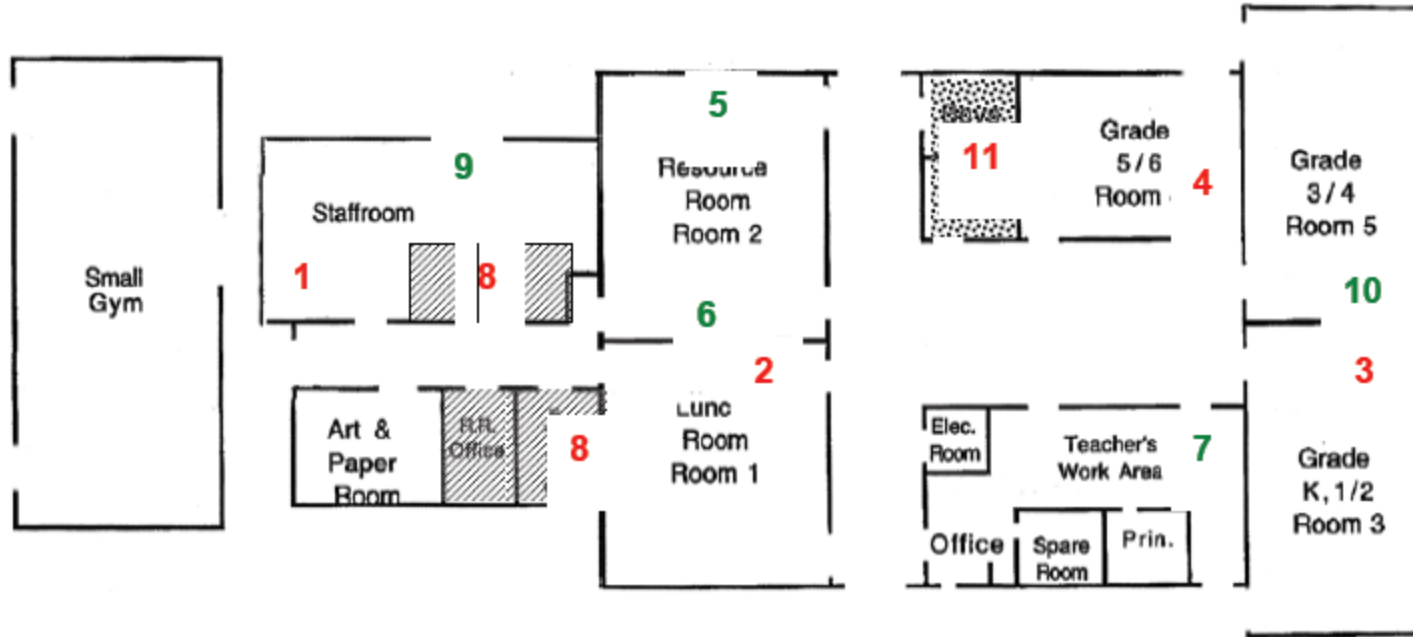 5
9
Resource
Room
Room 2
Staffroom
1
8
6
2
Small
Gym
11
Grade
5 / 6
Room
4
Grade
3 / 4
Room 5
10
3
Art &
Paper
Room
R.R.
Office
8
Lunc
Room
Room 1
Elec.
Room
Teacher's
Work Area
7
Office
Spare
Room
Prin.
Grade
K, 1/2
Room 3